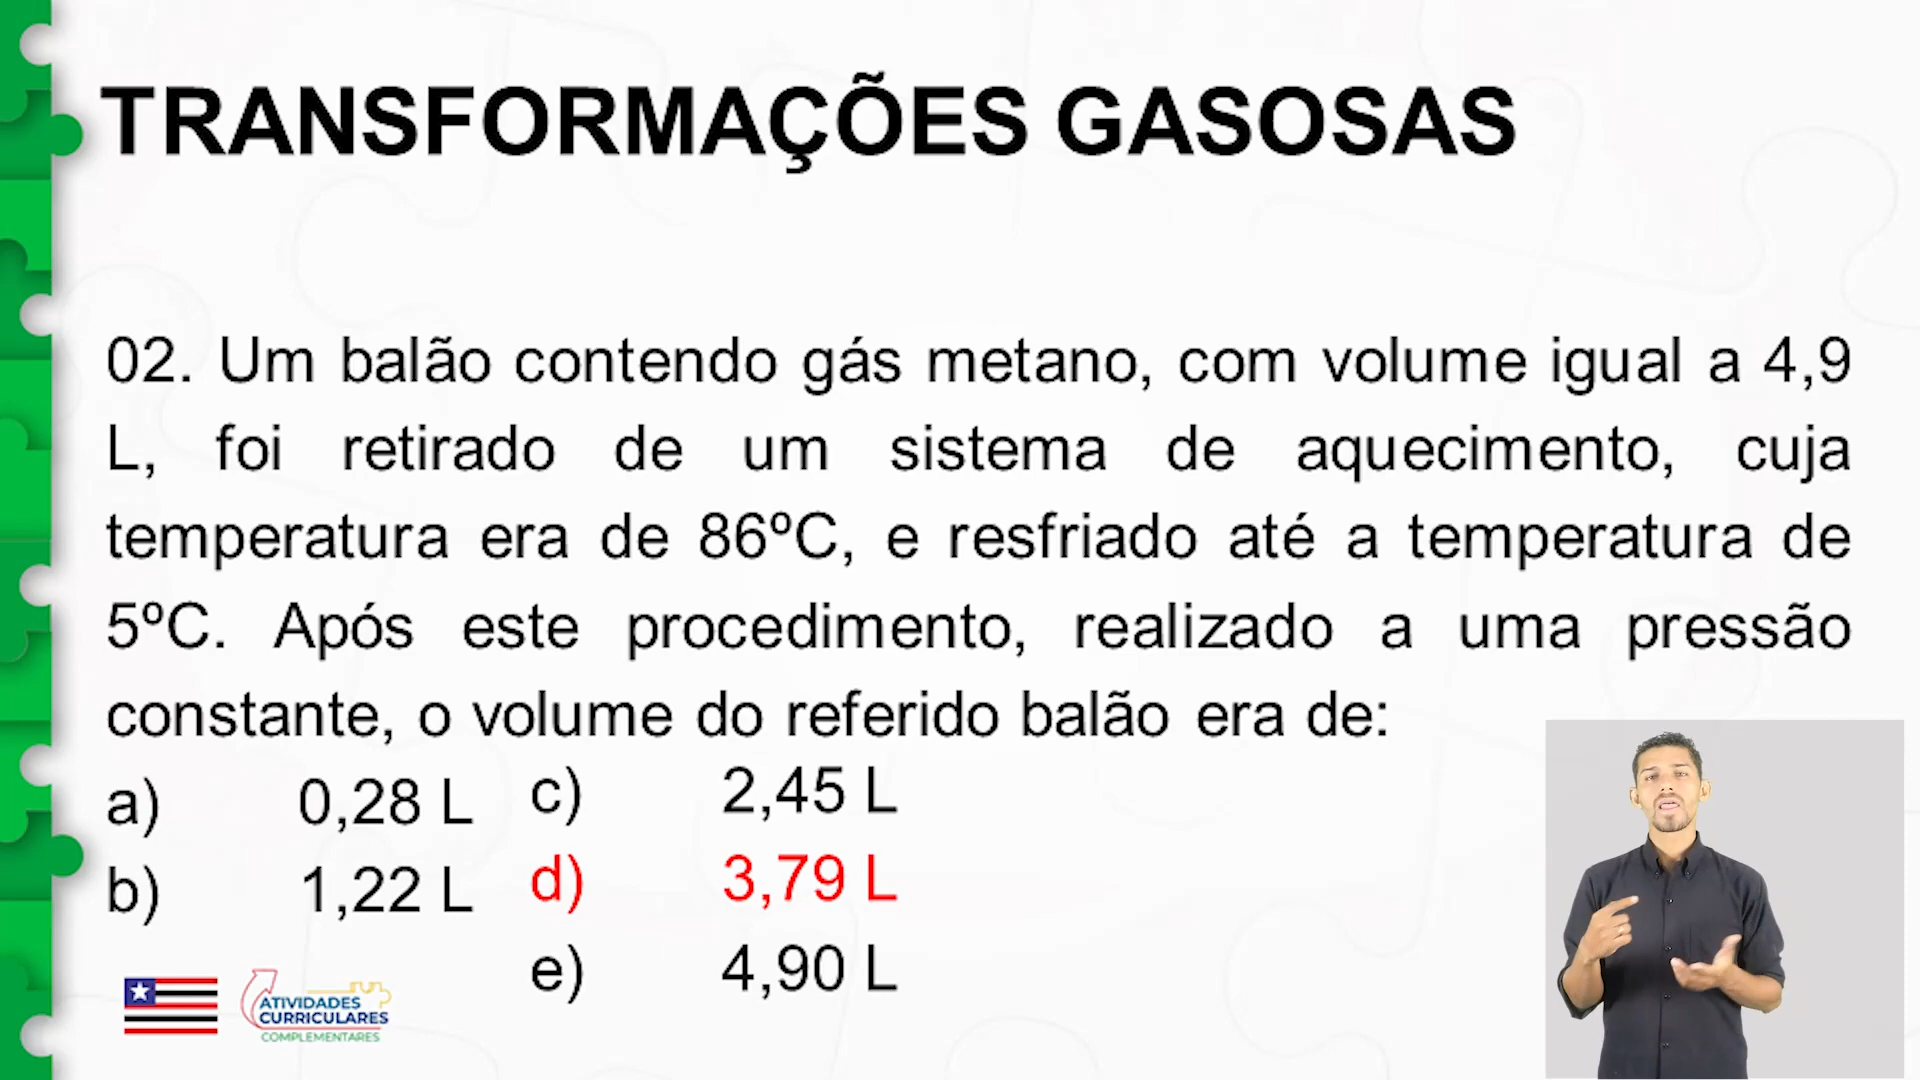 TRANSFORMAÇÕES GASOSAS
02. Um balão contendo gás metano, com volume igual a 4,9
L, foi retirado de um sistema de aquecimento, cuja
temperatura era de 86ºC, e resfriado até a temperatura de
5ºC. Após este procedimento, realizado a uma pressão
constante, o volume do referido balão era de:
a) 0,28 L
b) 1,22 L
c) 2,45 L
d) 3,79 L
e) 4,90 L
ATIVIDADES
CURRICULARES
COMPLEMENTARES